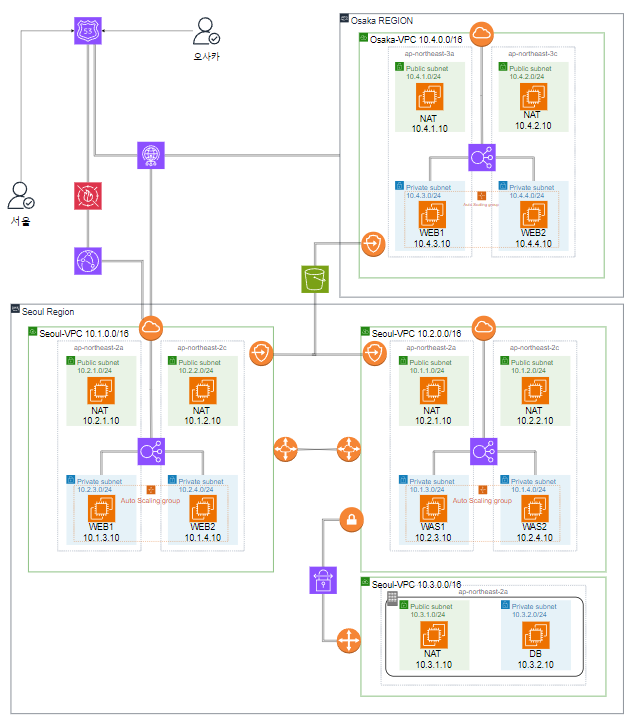 53
오사카
서울
Osaka REGION
Osaka-VPC 10.4.0.0/16
ap-northeast-3a
ap-northeast-3c
Public subnet
10.4.1.0/24
NAT
10.4.1.10
Public subnet
10.4.2.0/24
NAT
10.4.2.10
Private subnet
10.4.3.0/24
WEB1
10.4.3.10
Auto Scaling group
Private subnet
10.4.4.0/24
WEB2
10.4.4.10
Seoul Region
Seoul-VPC 10.1.0.0/16
ap-northeast-2a
ap-northeast-2c
Public subnet
10.2.1.0/24
NAT
10.2.1.10
Public subnet
10.2.2.0/24
NAT
10.1.2.10
Private subnet
10.2.3.0/24
WEB1
10.1.3.10
Auto Scaling group
Private subnet
10.2.4.0/24
WEB2
10.1.4.10
Seoul-VPC 10.2.0.0/16
ap-northeast-2a
ap-northeast-2c
Public subnet
10.1.1.0/24
NAT
10.2.1.10
Public subnet
10.1.2.0/24
NAT
10.2.2.10
Private subnet
10.1.3.0/24
WAS1
10.2.3.10
Auto Scaling group
Private subnet
10.1.4.0/24
WAS2
10.2.4.10
Seoul-VPC 10.3.0.0/16
ap-northeast-2a
Public subnet
10.3.1.0/24
NAT
10.3.1.10
Private subnet
10.3.2.0/24
DB
10.3.2.10